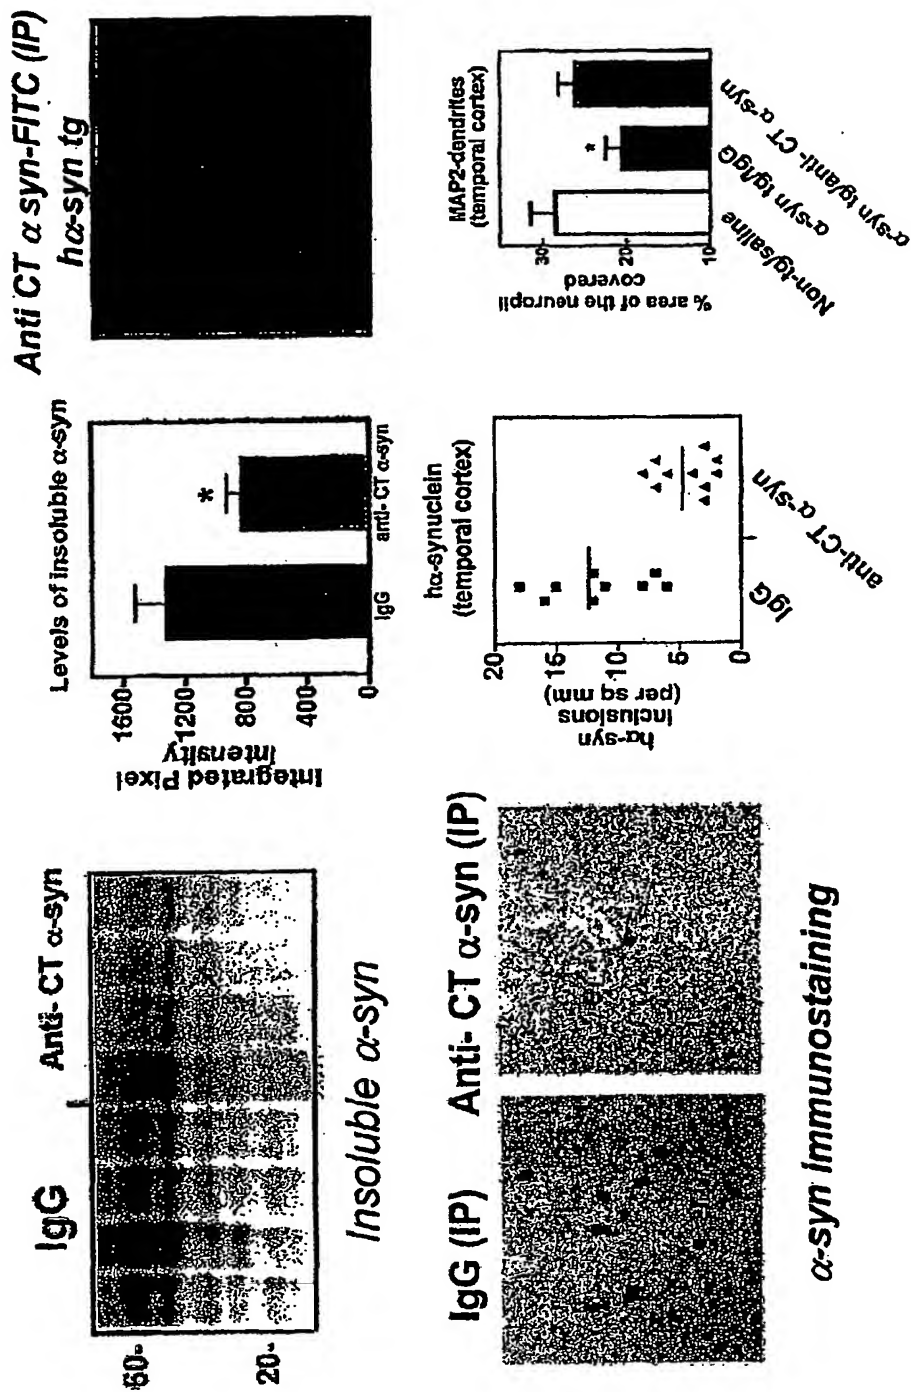 IgG
Anti- CT α-syn
60-
20-
Insoluble α-syn
Levels of insoluble α-syn
Integrated Pixel
Intensity
1600-
1200-
800-
400-
0
*
IgG
anti- CT α-syn
Anti CT α syn-FITC (IP)
hα-syn tg
IgG (IP)
Anti- CT α-syn (IP)
α-syn immunostaining
hα-synuclein
(temporal cortex)
hα-syn
inclusions
(per sq mm)
20
15
10
5
0
IgG
anti-CT α-syn
MAP2-dendrites
(temporal cortex)
% area of the neuropil
covered
30
20
10
*
Non-tg/saline
α-syn tg/IgG
α-syn tg/anti- CT α-syn